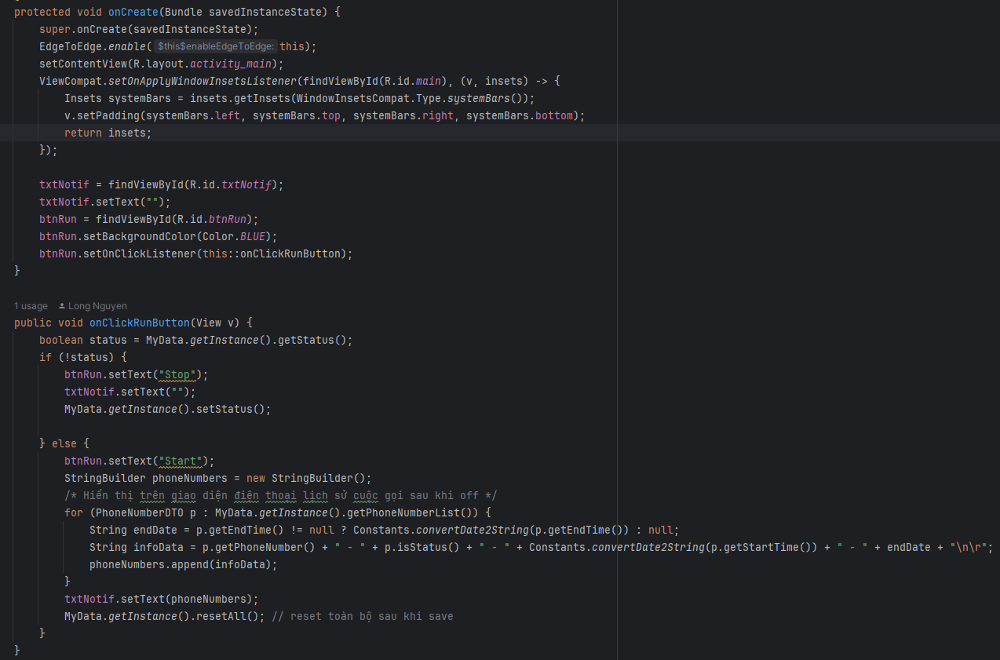 protected void onCreate(Bundle savedInstanceState) {
super.onCreate(savedInstanceState);
EdgeToEdge.enable( $this$enableEdgeToEdge: this);
setContentView(R.layout.activity_main);
ViewCompat.setOnApplyWindowInsetsListener(findViewById(R.id.main), (v, insets) -> {
Insets systemBars = insets.getInsets(WindowInsetsCompat.Type.systemBars());
v.setPadding(systemBars.left, systemBars.top, systemBars.right, systemBars.bottom);
return insets;
});
txtNotif = findViewById(R.id.txtNotif);
txtNotif.setText("");
btnRun = findViewById(R.id.btnRun);
btnRun.setBackgroundColor(Color.BLUE);
btnRun.setOnClickListener(this::onClickRunButton);
}
1 usage Long Nguyen
public void onClickRunButton(View v) {
boolean status = MyData.getInstance().getStatus();
if (!status) {
btnRun.setText("Stop");
txtNotif.setText("");
MyData.getInstance().setStatus();
} else {
btnRun.setText("Start");
StringBuilder phoneNumbers = new StringBuilder();
/* Hiển thị trên giao diện điện thoại lịch sử cuộc gọi sau khi off */
for (PhoneNumberDTO p : MyData.getInstance().getPhoneNumberList()) {
String endDate = p.getEndTime() != null ? Constants.convertDate2String(p.getEndTime()) : null;
String infoData = p.getPhoneNumber() + " - " + p.isStatus() + " - " + Constants.convertDate2String(p.getStartTime()) + " - " + endDate + "\n\r";
phoneNumbers.append(infoData);
}
txtNotif.setText(phoneNumbers);
MyData.getInstance().resetAll(); // reset toàn bộ sau khi save
}
}